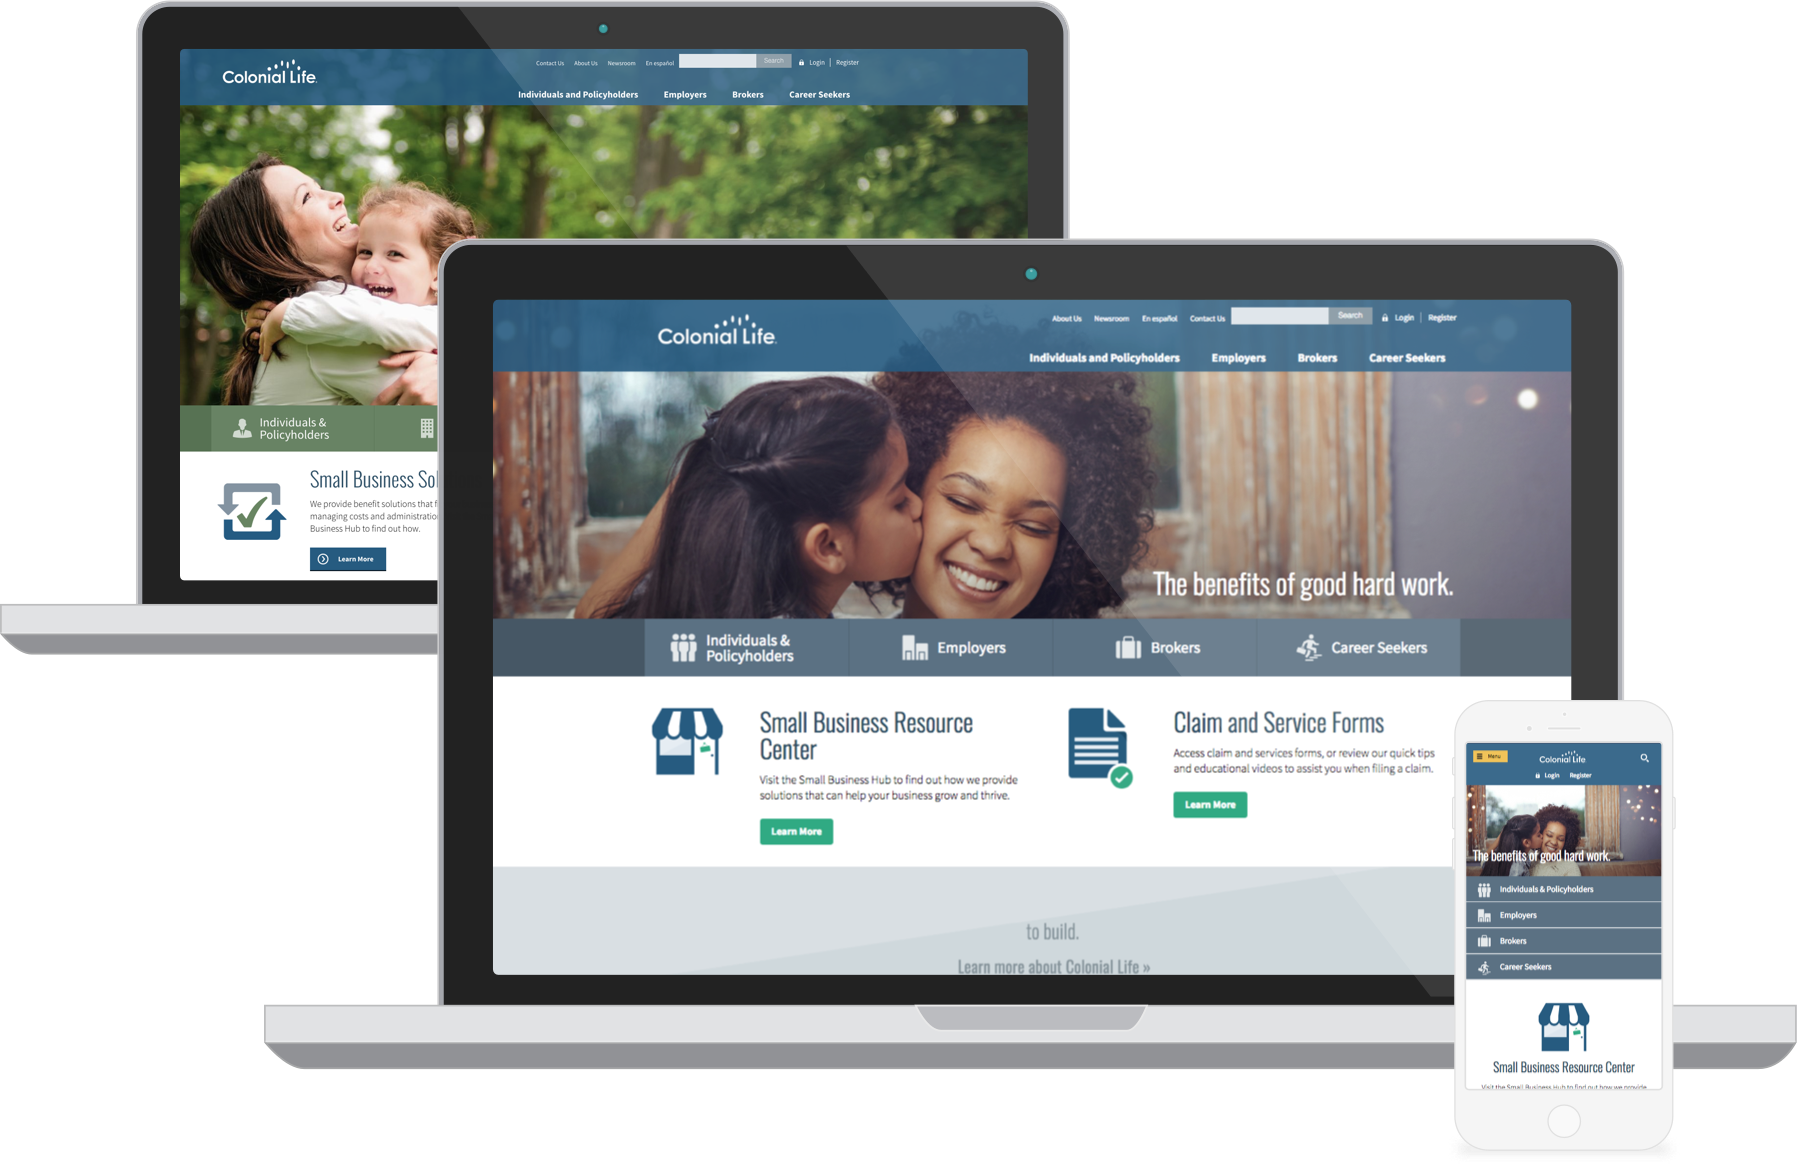 Colonial Life
Contact Us About Us Newsroom En español Search Login | Register
Individuals and Policyholders Employers Brokers Career Seekers
Individuals &
Policyholders
Small Business Sol
We provide benefit solutions that f
managing costs and administratio
Business Hub to find out how.
Learn More
Colonial Life
About Us Newsroom En español Contact Us Search Login | Register
Individuals and Policyholders Employers Brokers Career Seekers
The benefits of good hard work.
Individuals &
Policyholders
Employers
Brokers
Career Seekers
Small Business Resource
Center
Visit the Small Business Hub to find out how we provide
solutions that can help your business grow and thrive.
Learn More
Claim and Service Forms
Access claim and services forms, or review our quick tips
and educational videos to assist you when filing a claim.
Learn More
to build.
Learn more about Colonial Life »
Menu
Colonial Life
Login Register
The benefits of good hard work.
Individuals & Policyholders
Employers
Brokers
Career Seekers
Small Business Resource Center
Visit the Small Business Hub to find out how we provide